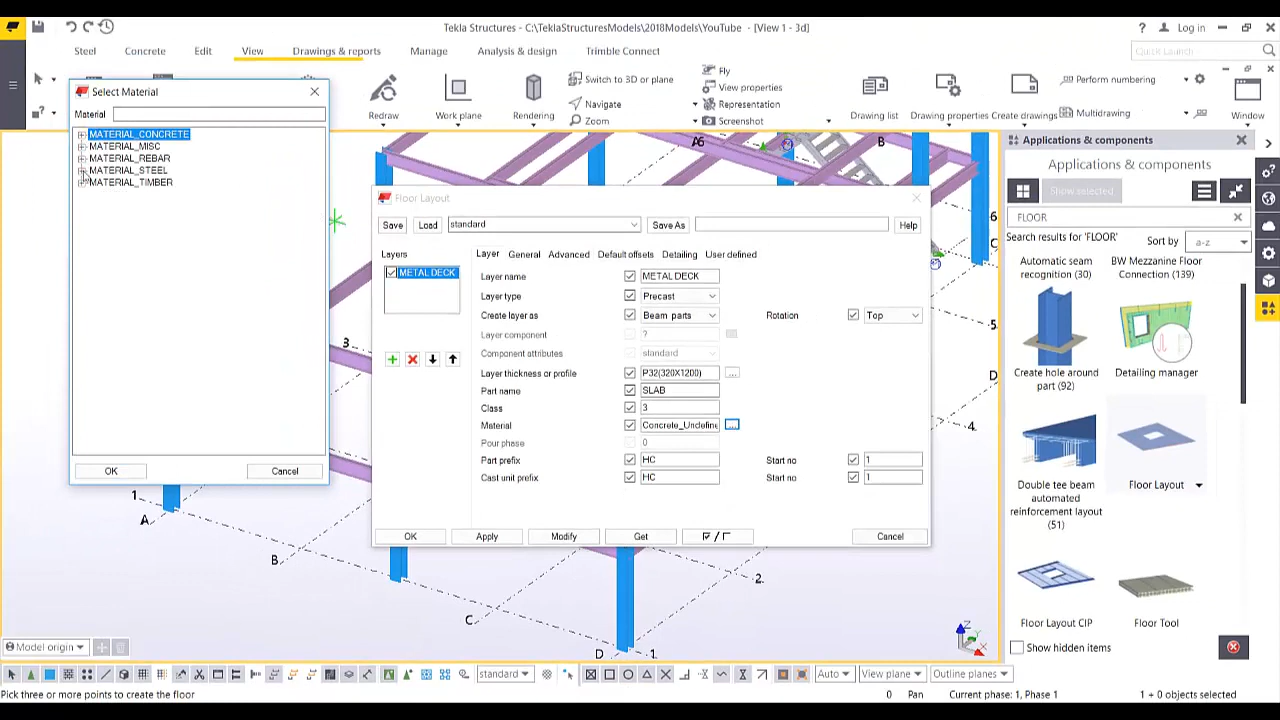 Tekla Structures - C:\TeklaStructuresModels\2018Models\YouTube - [View 1 - 3d]
? Log in
Steel Concrete Edit View Drawings & reports Manage Analysis & design Trimble Connect
Quick Launch
Redraw
Work plane
Rendering
Switch to 3D or plane
Navigate
Zoom
Fly
View properties
Representation
Screenshot
Drawing list
Drawing properties
Create drawings
Perform numbering
Multidrawing
Window
Select Material
Material
MATERIAL_CONCRETE
MATERIAL_MISC
MATERIAL_REBAR
MATERIAL_STEEL
MATERIAL_TIMBER
OK Cancel
A6 B
6
C
5
D
4
3
1
A
B
C
D
1
2
Floor Layout
Save Load standard Save As Help
Layers
METAL DECK
Layer General Advanced Default offsets Detailing User defined
Layer name METAL DECK
Layer type Precast
Create layer as Beam parts Rotation Top
Layer component ?
Component attributes standard
Layer thickness or profile P32(320X1200) ...
Part name SLAB
Class 3
Material Concrete_Undefine ...
Pour phase 0
Part prefix HC Start no 1
Cast unit prefix HC Start no 1
OK Apply Modify Get Cancel
Applications & components
Applications & components
Show selected
FLOOR
Search results for 'FLOOR'
Sort by a-z
Automatic seam recognition (30)
BW Mezzanine Floor Connection (139)
Create hole around part (92)
Detailing manager
Double tee beam automated reinforcement layout (51)
Floor Layout
Floor Layout CIP
Floor Tool
Show hidden items
Model origin
standard
Auto
View plane
Outline planes
Pick three or more points to create the floor
0 Pan Current phase: 1, Phase 1 1 + 0 objects selected